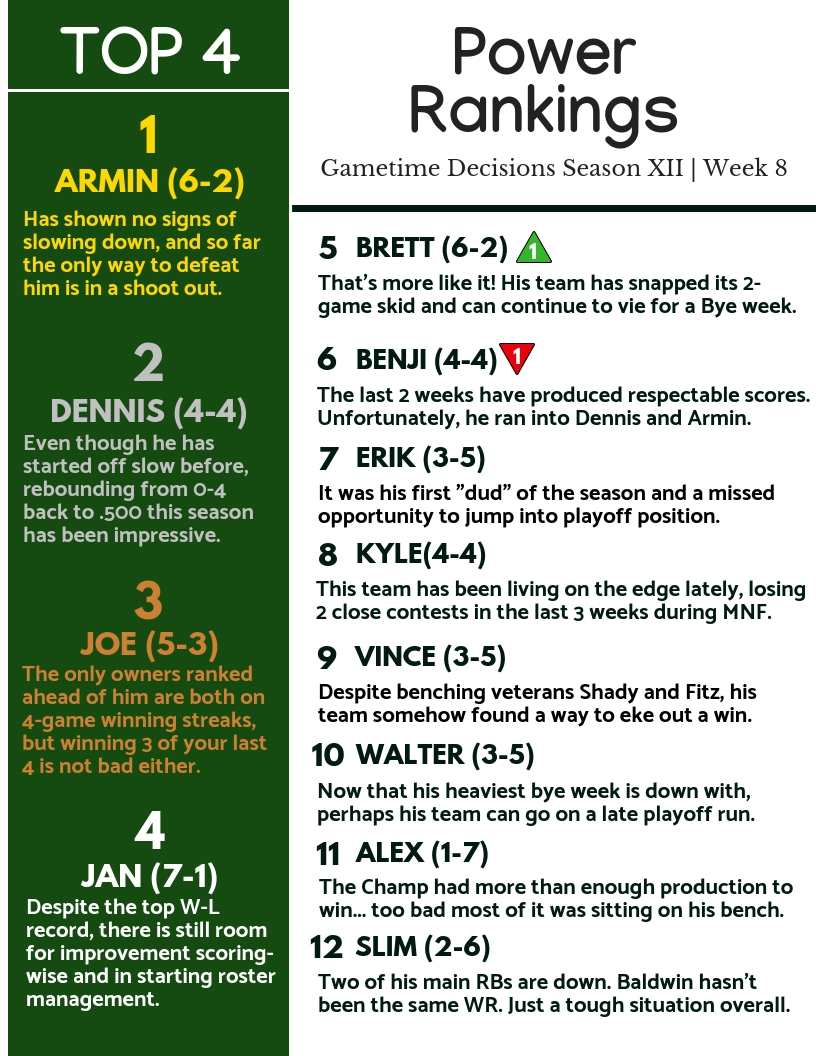 TOP 4
1
ARMIN (6-2)
Has shown no signs of
slowing down, and so far
the only way to defeat
him is in a shoot out.
2
DENNIS (4-4)
Even though he has
started off slow before,
rebounding from 0-4
back to .500 this season
has been impressive.
3
JOE (5-3)
The only owners ranked
ahead of him are both on
4-game winning streaks,
but winning 3 of your last
4 is not bad either.
4
JAN (7-1)
Despite the top W-L
record, there is still room
for improvement scoring-
wise and in starting roster
management.
Power
Rankings
Gametime Decisions Season XII | Week 8
5 BRETT (6-2) 1
That's more like it! His team has snapped its 2-
game skid and can continue to vie for a Bye week.
6 BENJI (4-4) 1
The last 2 weeks have produced respectable scores.
Unfortunately, he ran into Dennis and Armin.
7 ERIK (3-5)
It was his first "dud" of the season and a missed
opportunity to jump into playoff position.
8 KYLE(4-4)
This team has been living on the edge lately, losing
2 close contests in the last 3 weeks during MNF.
9 VINCE (3-5)
Despite benching veterans Shady and Fitz, his
team somehow found a way to eke out a win.
10 WALTER (3-5)
Now that his heaviest bye week is down with,
perhaps his team can go on a late playoff run.
11 ALEX (1-7)
The Champ had more than enough production to
win... too bad most of it was sitting on his bench.
12 SLIM (2-6)
Two of his main RBs are down. Baldwin hasn't
been the same WR. Just a tough situation overall.